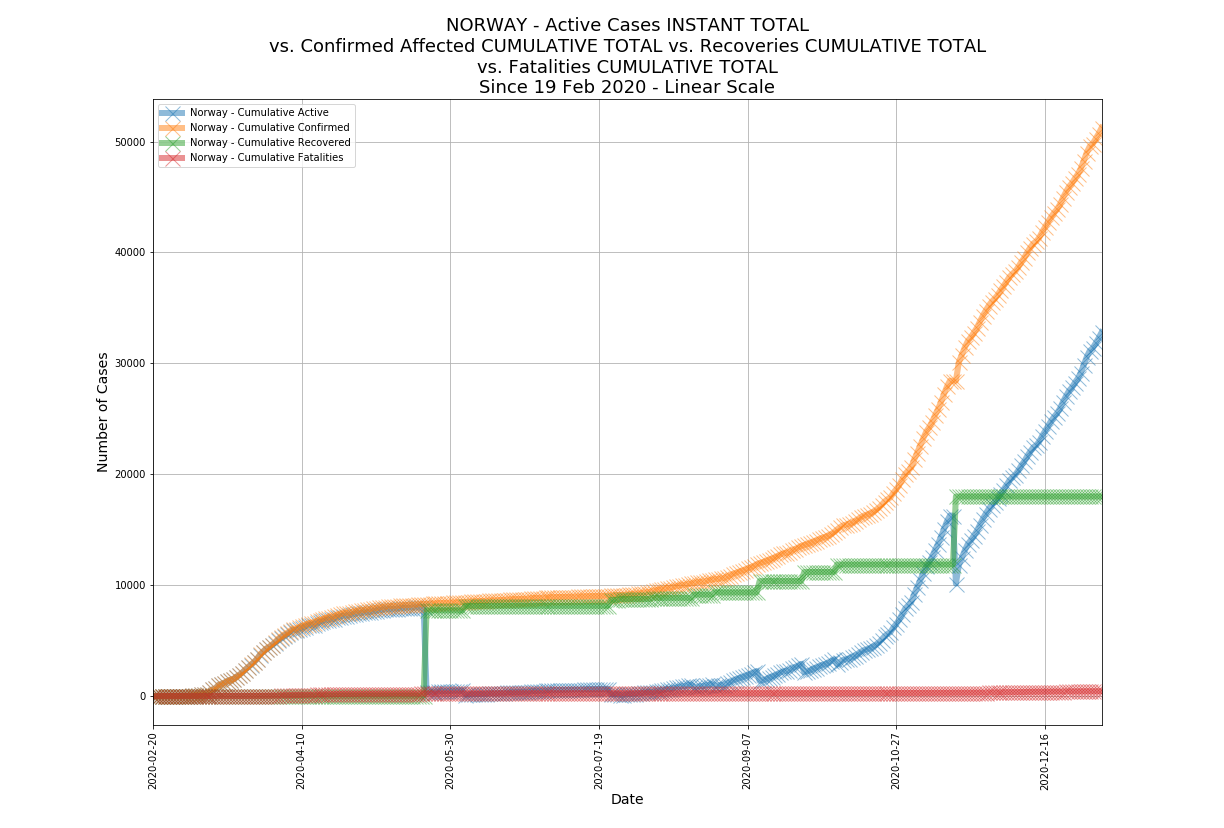 NORWAY - Active Cases INSTANT TOTAL
vs. Confirmed Affected CUMULATIVE TOTAL vs. Recoveries CUMULATIVE TOTAL
vs. Fatalities CUMULATIVE TOTAL
Since 19 Feb 2020 - Linear Scale
Norway - Cumulative Active
Norway - Cumulative Confirmed
Norway - Cumulative Recovered
Norway - Cumulative Fatalities
Number of Cases
50000
40000
30000
20000
10000
0
2020-02-20
2020-04-10
2020-05-30
2020-07-19
2020-09-07
2020-10-27
2020-12-16
Date